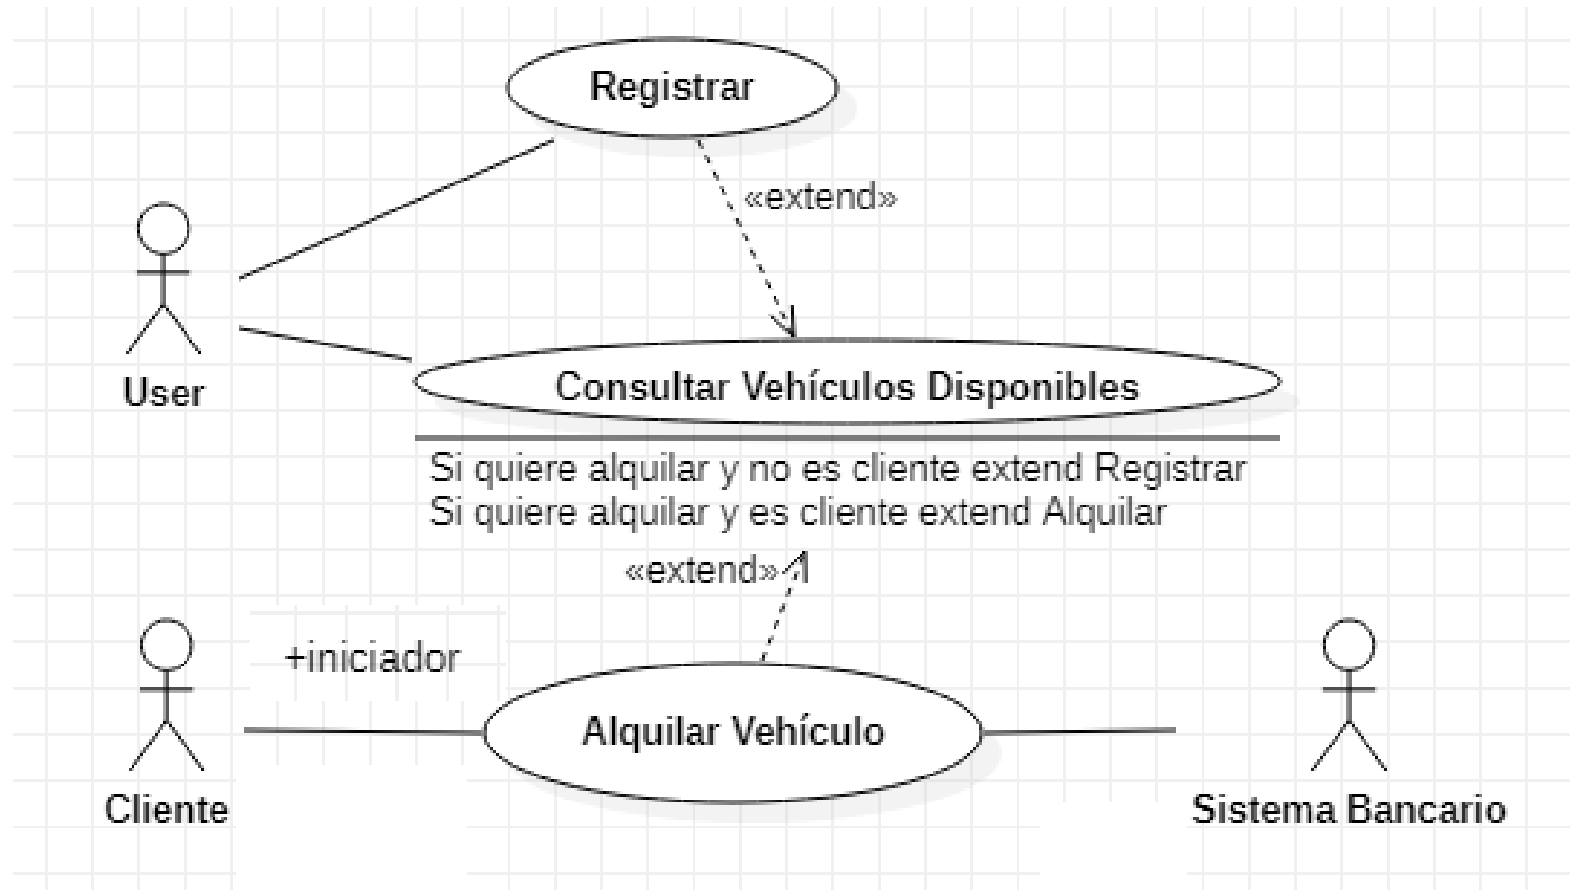 Registrar
«extend»
User
Consultar Vehículos Disponibles
Si quiere alquilar y no es cliente extend Registrar
Si quiere alquilar y es cliente extend Alquilar
«extend»
+iniciador
Alquilar Vehículo
Cliente
Sistema Bancario